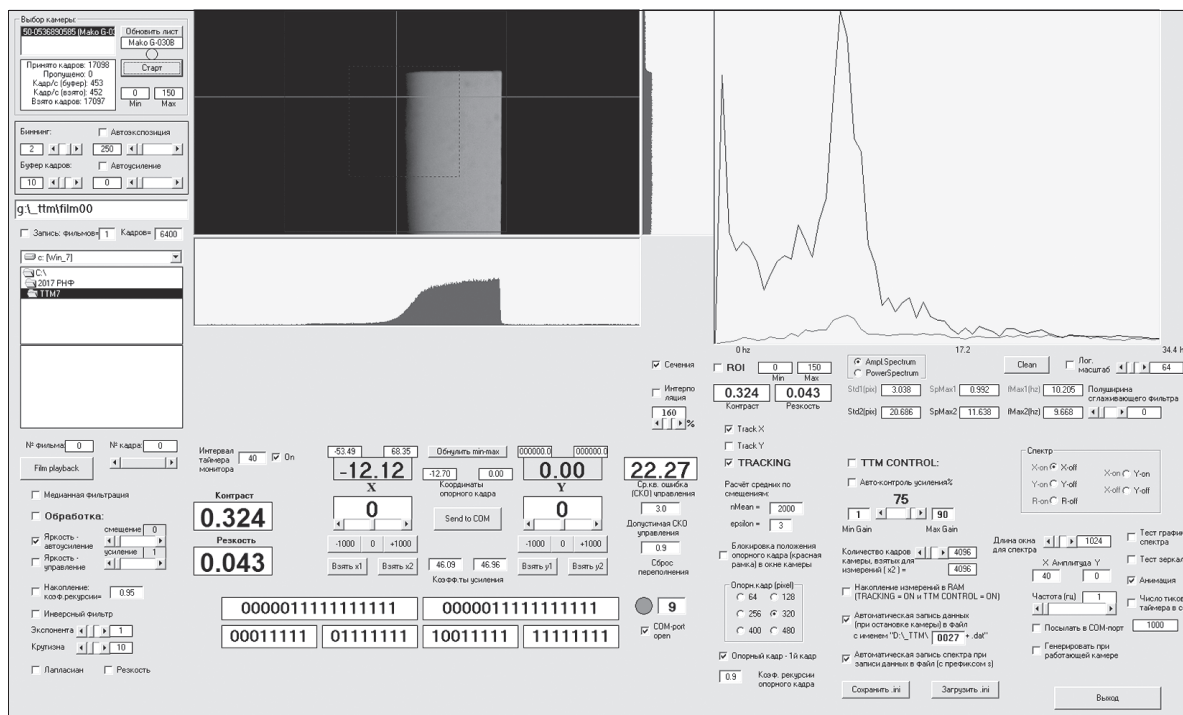 Выбор камеры:
50-0536890585 (Mako G-0
Обновить лист
Mako G-030B
Принято кадров: 17098
Пропущено: 0
Кадр/с (буфер) 453
Кадр/с (взято) 452
Взято кадров: 17097
Старт
0 150
Min Max
Биннинг: Автоэкспозиция
2 250
Буфер кадров: Автоусиление
10 0
g:\_ttm\film00
Запись: фильмов= 1 Кадров= 6400
c: [Win_7]
C:\
2017 РНФ
TTM7
0 hz 17.2 34.4 h
Сечения
Интерпо
ляция
160
%
ROI 0 150
Min Max
0.324 0.043
Контраст Резкость
Ampl.Spectrum
PowerSpectrum
Clean
Лог.
масштаб 64
Std1(pix) 3.038 SpMax1 0.992 fMax1(hz) 10.205
Std2(pix) 20.686 SpMax2 11.638 fMax2(hz) 9.668
Полуширина
сглаживающего фильтра
0
№ фильма: 0 № кадра: 0
Film playback
Интервал
таймера
монитора
40 On
-53.49 68.35
-12.12
X
0
-1000 0 +1000
Взять x1 Взять x2
Обнулить min-max
-12.70 0.00
Координаты
опорного кадра
Send to COM
46.09 46.96
Коэфф.ты усиления
000000.0 000000.0
0.00
Y
0
-1000 0 +1000
Взять y1 Взять y2
22.27
Ср.кв. ошибка
(СКО) управления
3.0
Допустимая СКО
управления
0.9
Сброс
переполнения
Контраст
0.324
Резкость
0.043
Медианная фильтрация
Обработка:
смещение 0
Яркость -
автоусиление
усиление 1
Яркость -
управление
Накопление:
коэф.рекурсии= 0.95
Инверсный фильтр
Экспонента 1
Крутизна 10
Лапласиан Резкость
0000011111111111 0000001111111111
00011111 01111111 10011111 11111111
9
COM-port
open
Track X
Track Y
TRACKING
Расчёт средних по
смещениям:
nMean = 2000
epsilon = 3
Блокировка положения
опорного кадра (красная
рамка) в окне камеры
Опорн.кадр (pixel)
64 128
256 320
400 480
Опорный кадр - 1й кадр
0.9 Коэф. рекурсии
опорного кадра
TTM CONTROL:
Авто-контроль усиления%
75
1 90
Min Gain Max Gain
Количество кадров
камеры, взятых для
измерений ( x2 ) =
4096
4096
Накопление измерений в RAM
(TRACKING = ON и TTM CONTROL = ON)
Автоматическая запись данных
(при остановке камеры) в файл
с именем "D:\_TTM\ 0027 + .dat"
Автоматическая запись спектра при
записи данных в файл (с префиксом s)
Сохранить .ini Загрузить .ini
Спектр
X-on X-off
Y-on Y-off
R-on R-off
X-on Y-on
X-off Y-off
Длина окна
для спектра
1024
X Амплитуда Y
40 0
Частота (гц) 1
Посылать в COM-порт 1000
Генерировать при
работающей камере
Тест график
спектра
Тест зеркал
Анимация
Число тиков
таймера в с
Выход